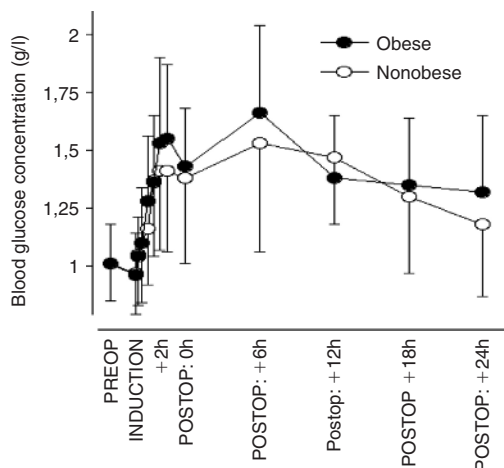 Blood glucose concentration (g/l)
2
1,75
1,5
1,25
1
Obese
Nonobese
PREOP
INDUCTION
+2h
POSTOP: 0h
POSTOP: +6h
Postop: +12h
POSTOP +18h
POSTOP: +24h